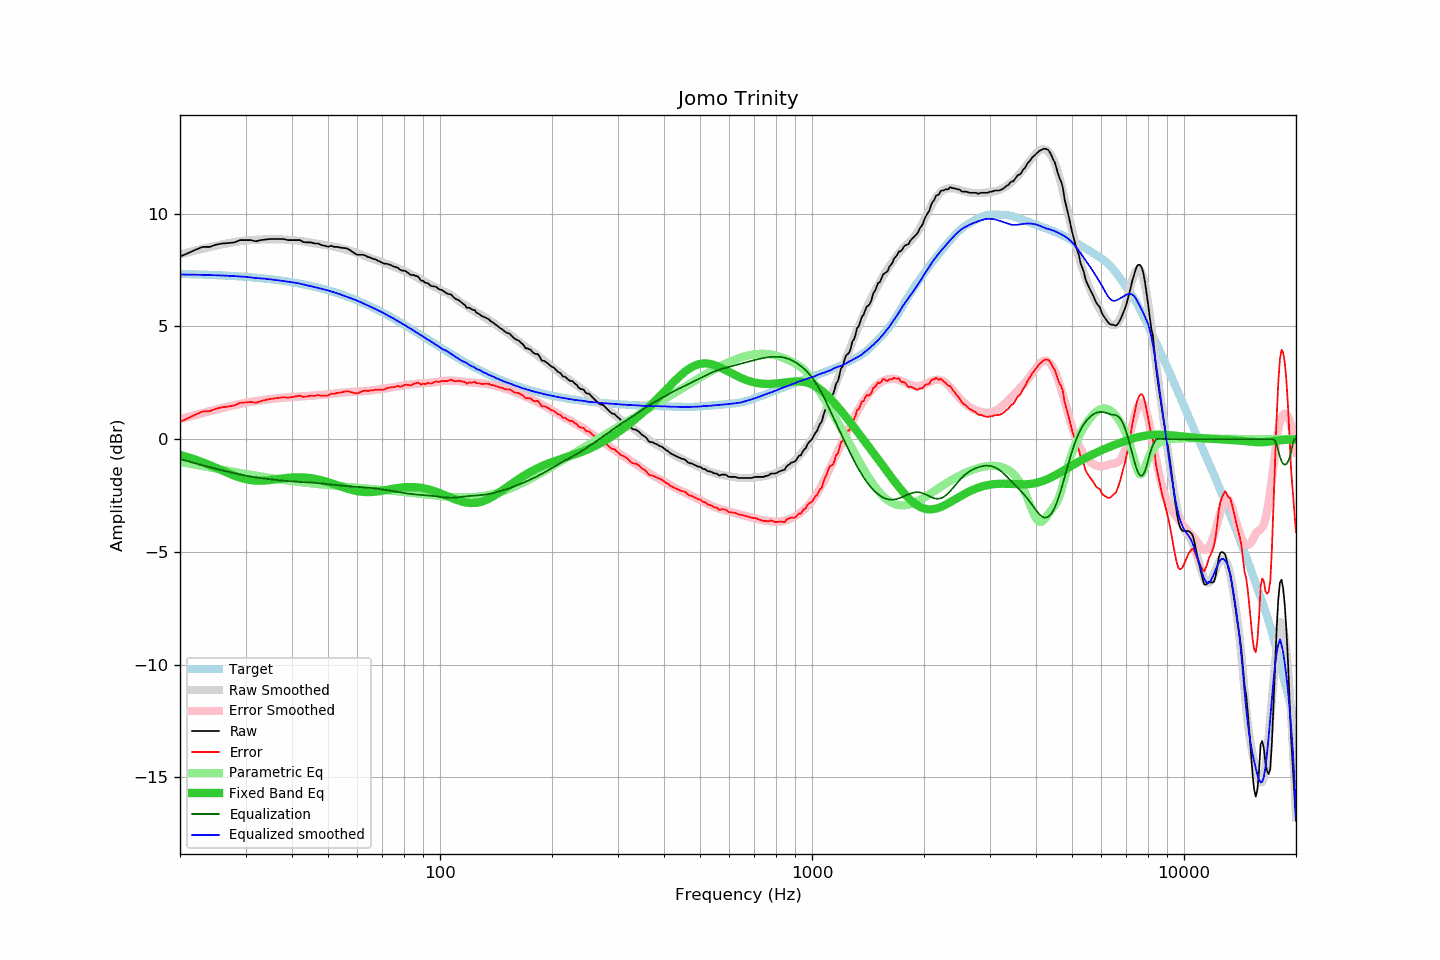 Jomo Trinity
Amplitude (dBr)
10
5
0
−5
−10
−15
Target
Raw Smoothed
Error Smoothed
Raw
Error
Parametric Eq
Fixed Band Eq
Equalization
Equalized smoothed
100
1000
10000
Frequency (Hz)